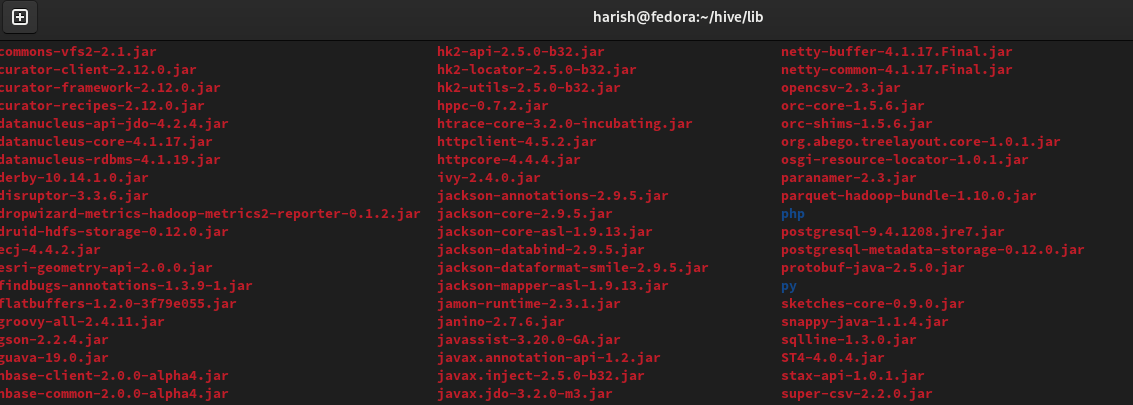 harish@fedora:~/hive/lib
commons-vfs2-2.1.jar hk2-api-2.5.0-b32.jar netty-buffer-4.1.17.Final.jar
curator-client-2.12.0.jar hk2-locator-2.5.0-b32.jar netty-common-4.1.17.Final.jar
curator-framework-2.12.0.jar hk2-utils-2.5.0-b32.jar opencsv-2.3.jar
curator-recipes-2.12.0.jar hppc-0.7.2.jar orc-core-1.5.6.jar
datanucleus-api-jdo-4.2.4.jar htrace-core-3.2.0-incubating.jar orc-shims-1.5.6.jar
datanucleus-core-4.1.17.jar httpclient-4.5.2.jar org.abego.treelayout.core-1.0.1.jar
datanucleus-rdbms-4.1.19.jar httpcore-4.4.4.jar osgi-resource-locator-1.0.1.jar
derby-10.14.1.0.jar ivy-2.4.0.jar paranamer-2.3.jar
disruptor-3.3.6.jar jackson-annotations-2.9.5.jar parquet-hadoop-bundle-1.10.0.jar
dropwizard-metrics-hadoop-metrics2-reporter-0.1.2.jar jackson-core-2.9.5.jar php
druid-hdfs-storage-0.12.0.jar jackson-core-asl-1.9.13.jar postgresql-9.4.1208.jre7.jar
ecj-4.4.2.jar jackson-databind-2.9.5.jar postgresql-metadata-storage-0.12.0.jar
esri-geometry-api-2.0.0.jar jackson-dataformat-smile-2.9.5.jar protobuf-java-2.5.0.jar
findbugs-annotations-1.3.9-1.jar jackson-mapper-asl-1.9.13.jar py
flatbuffers-1.2.0-3f79e055.jar jamon-runtime-2.3.1.jar sketches-core-0.9.0.jar
groovy-all-2.4.11.jar janino-2.7.6.jar snappy-java-1.1.4.jar
gson-2.2.4.jar javassist-3.20.0-GA.jar sqlline-1.3.0.jar
guava-19.0.jar javax.annotation-api-1.2.jar ST4-4.0.4.jar
hbase-client-2.0.0-alpha4.jar javax.inject-2.5.0-b32.jar stax-api-1.0.1.jar
hbase-common-2.0.0-alpha4.jar javax.jdo-3.2.0-m3.jar super-csv-2.2.0.jar